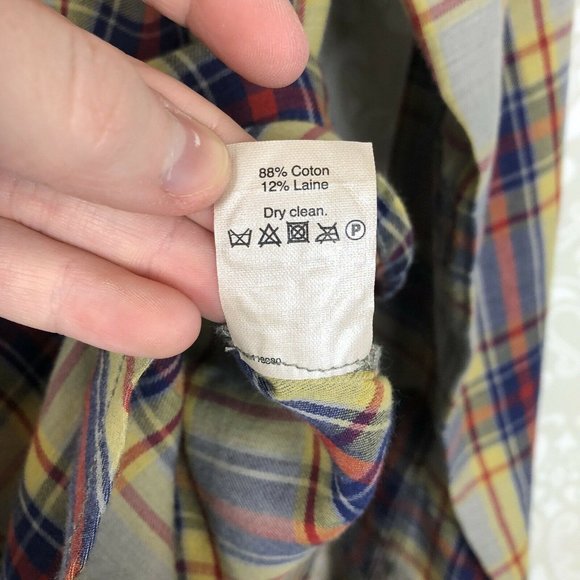 88% Coton
12% Laine
Dry clean.
P